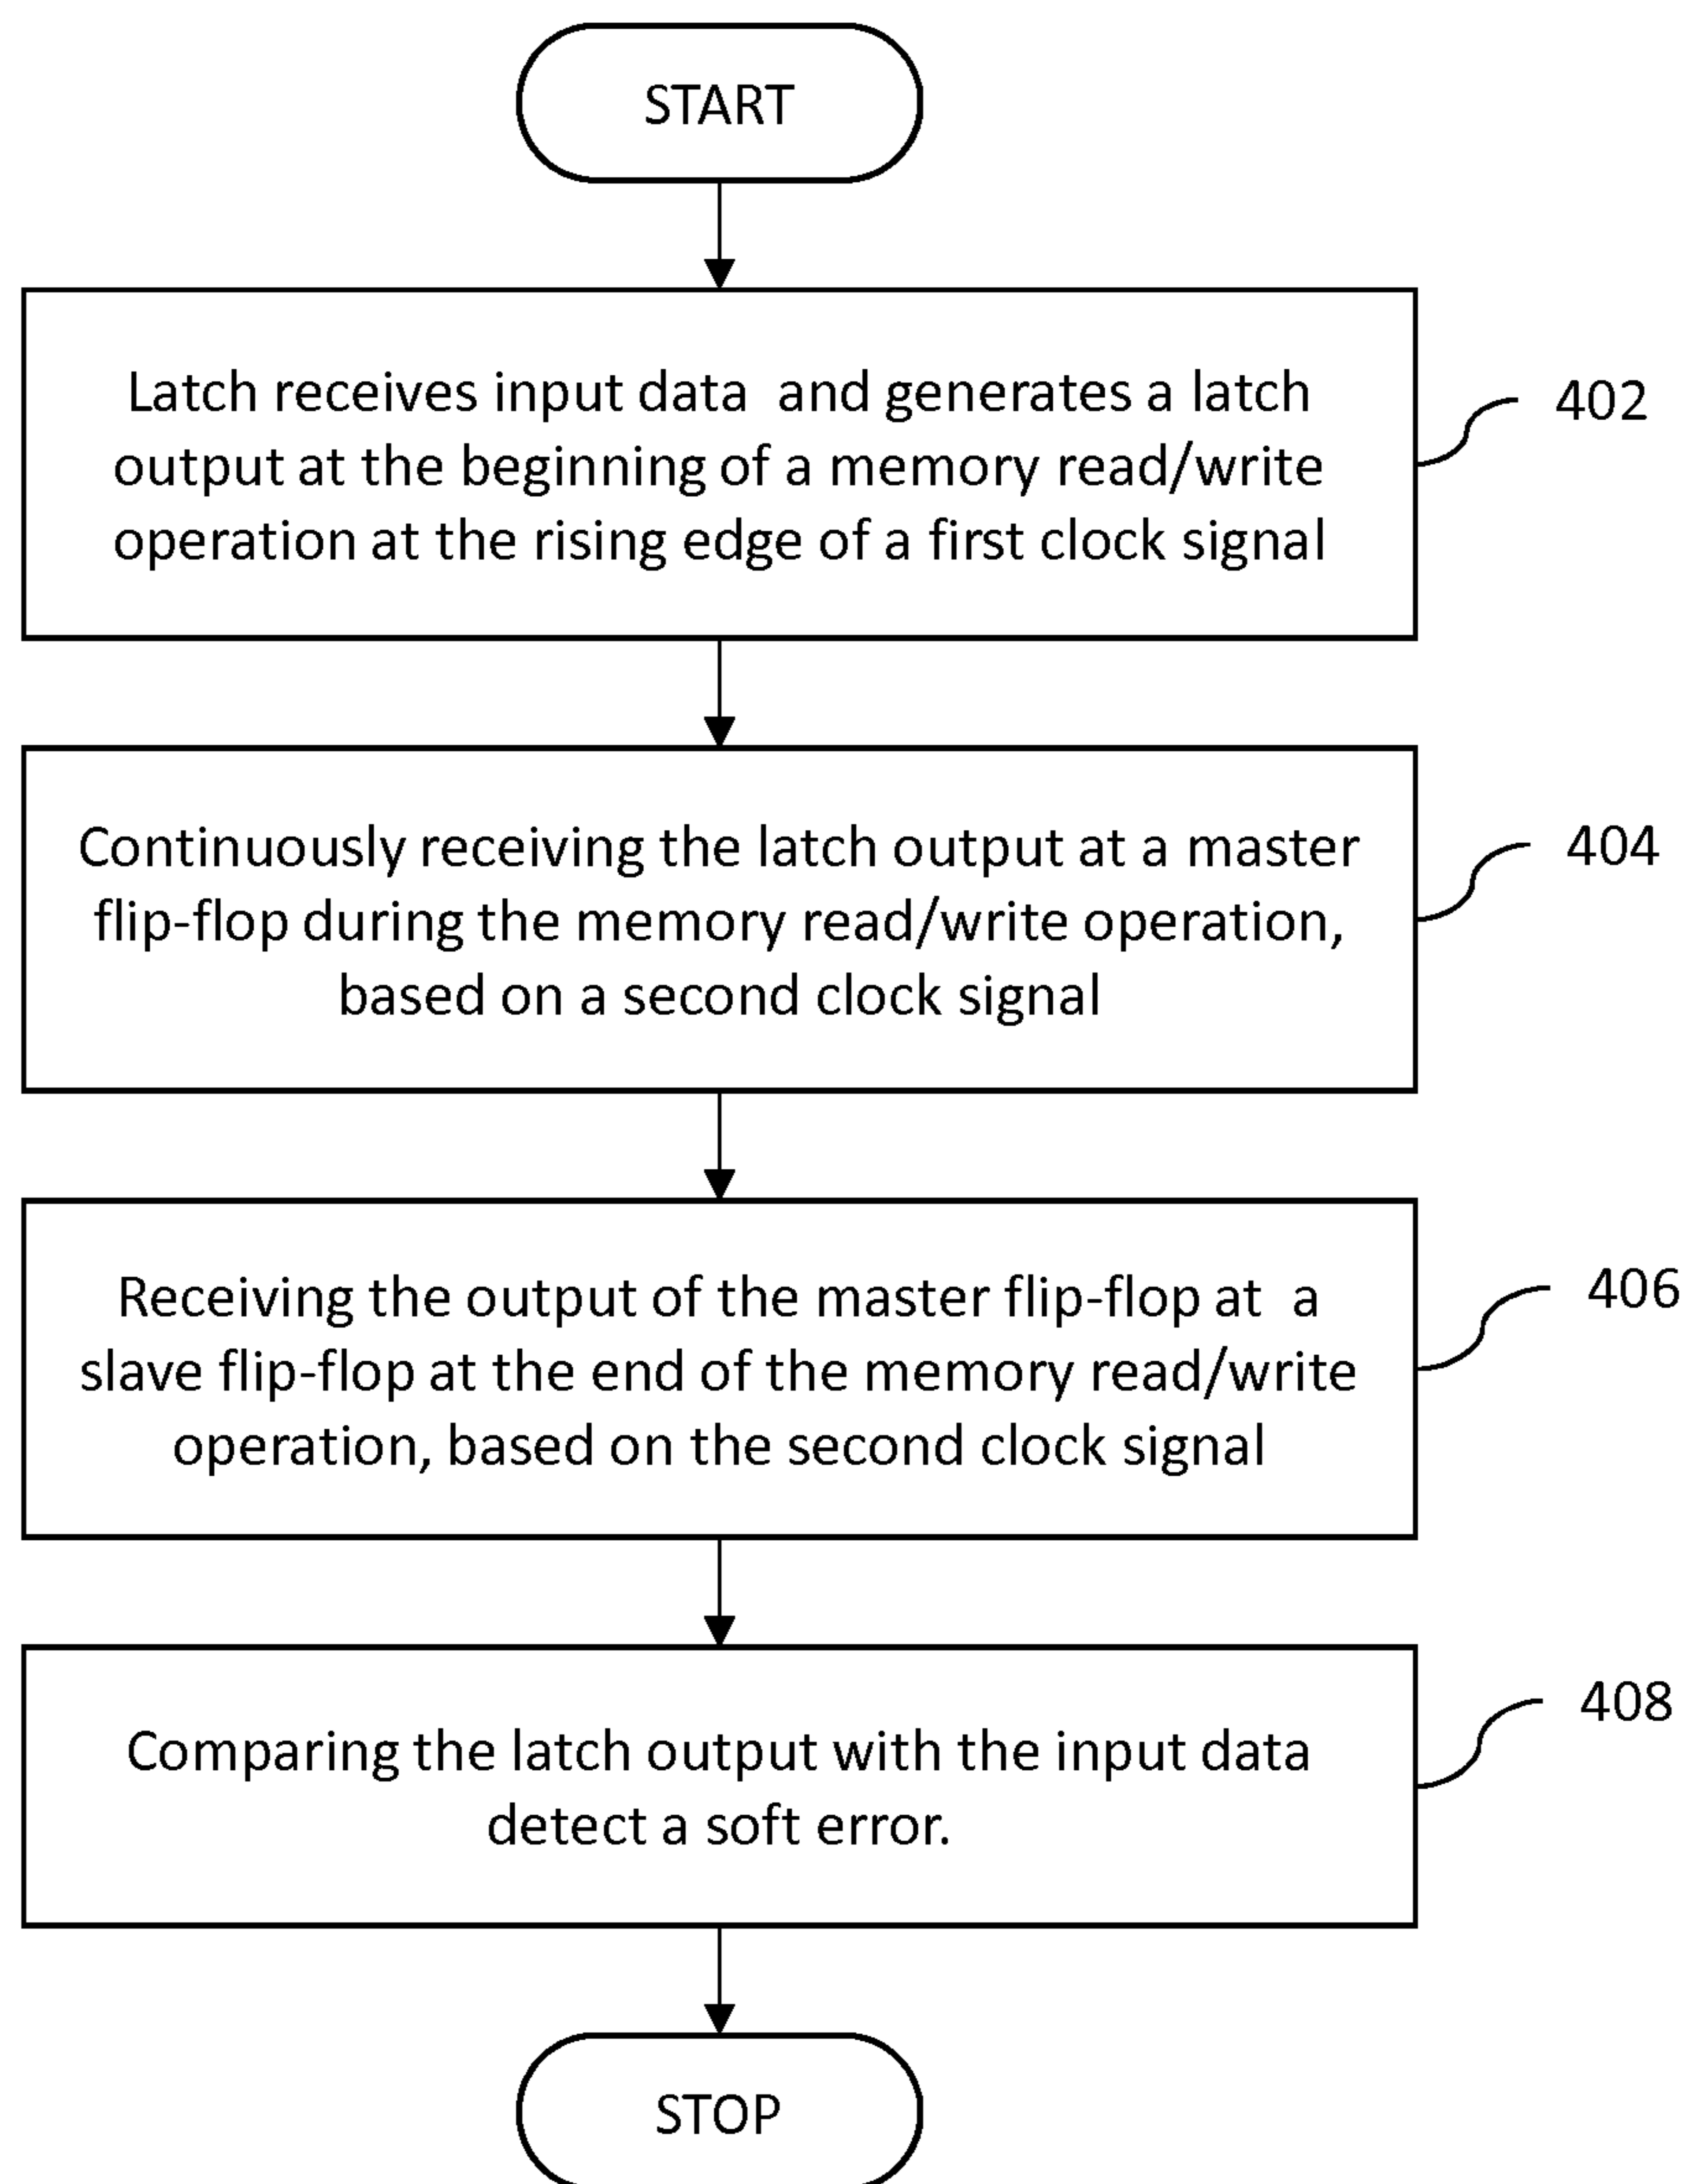 START
Latch receives input data  and generates a latch
output at the beginning of a memory read/write
operation at the rising edge of a first clock signal
402
Continuously receiving the latch output at a master
flip-flop during the memory read/write operation,
based on a second clock signal
404
Receiving the output of the master flip-flop at  a
slave flip-flop at the end of the memory read/write
operation, based on the second clock signal
406
Comparing the latch output with the input data
detect a soft error.
408
STOP